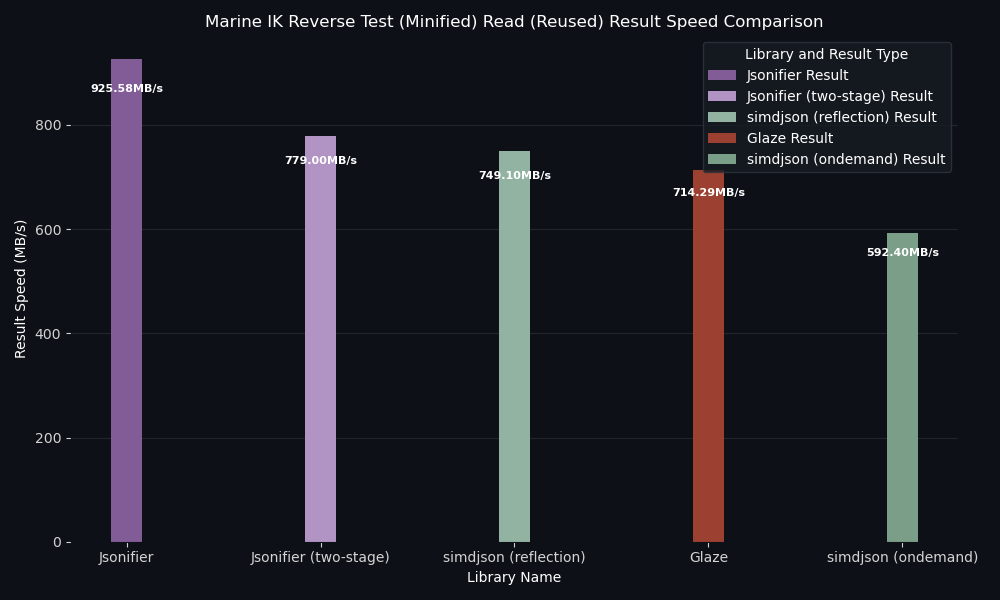 Marine IK Reverse Test (Minified) Read (Reused) Result Speed Comparison
Library and Result Type
Jsonifier Result
Jsonifier (two-stage) Result
simdjson (reflection) Result
Glaze Result
simdjson (ondemand) Result
925.58MB/s
779.00MB/s
749.10MB/s
714.29MB/s
592.40MB/s
Result Speed (MB/s)
800
600
400
200
0
Jsonifier
Jsonifier (two-stage)
simdjson (reflection)
Glaze
simdjson (ondemand)
Library Name